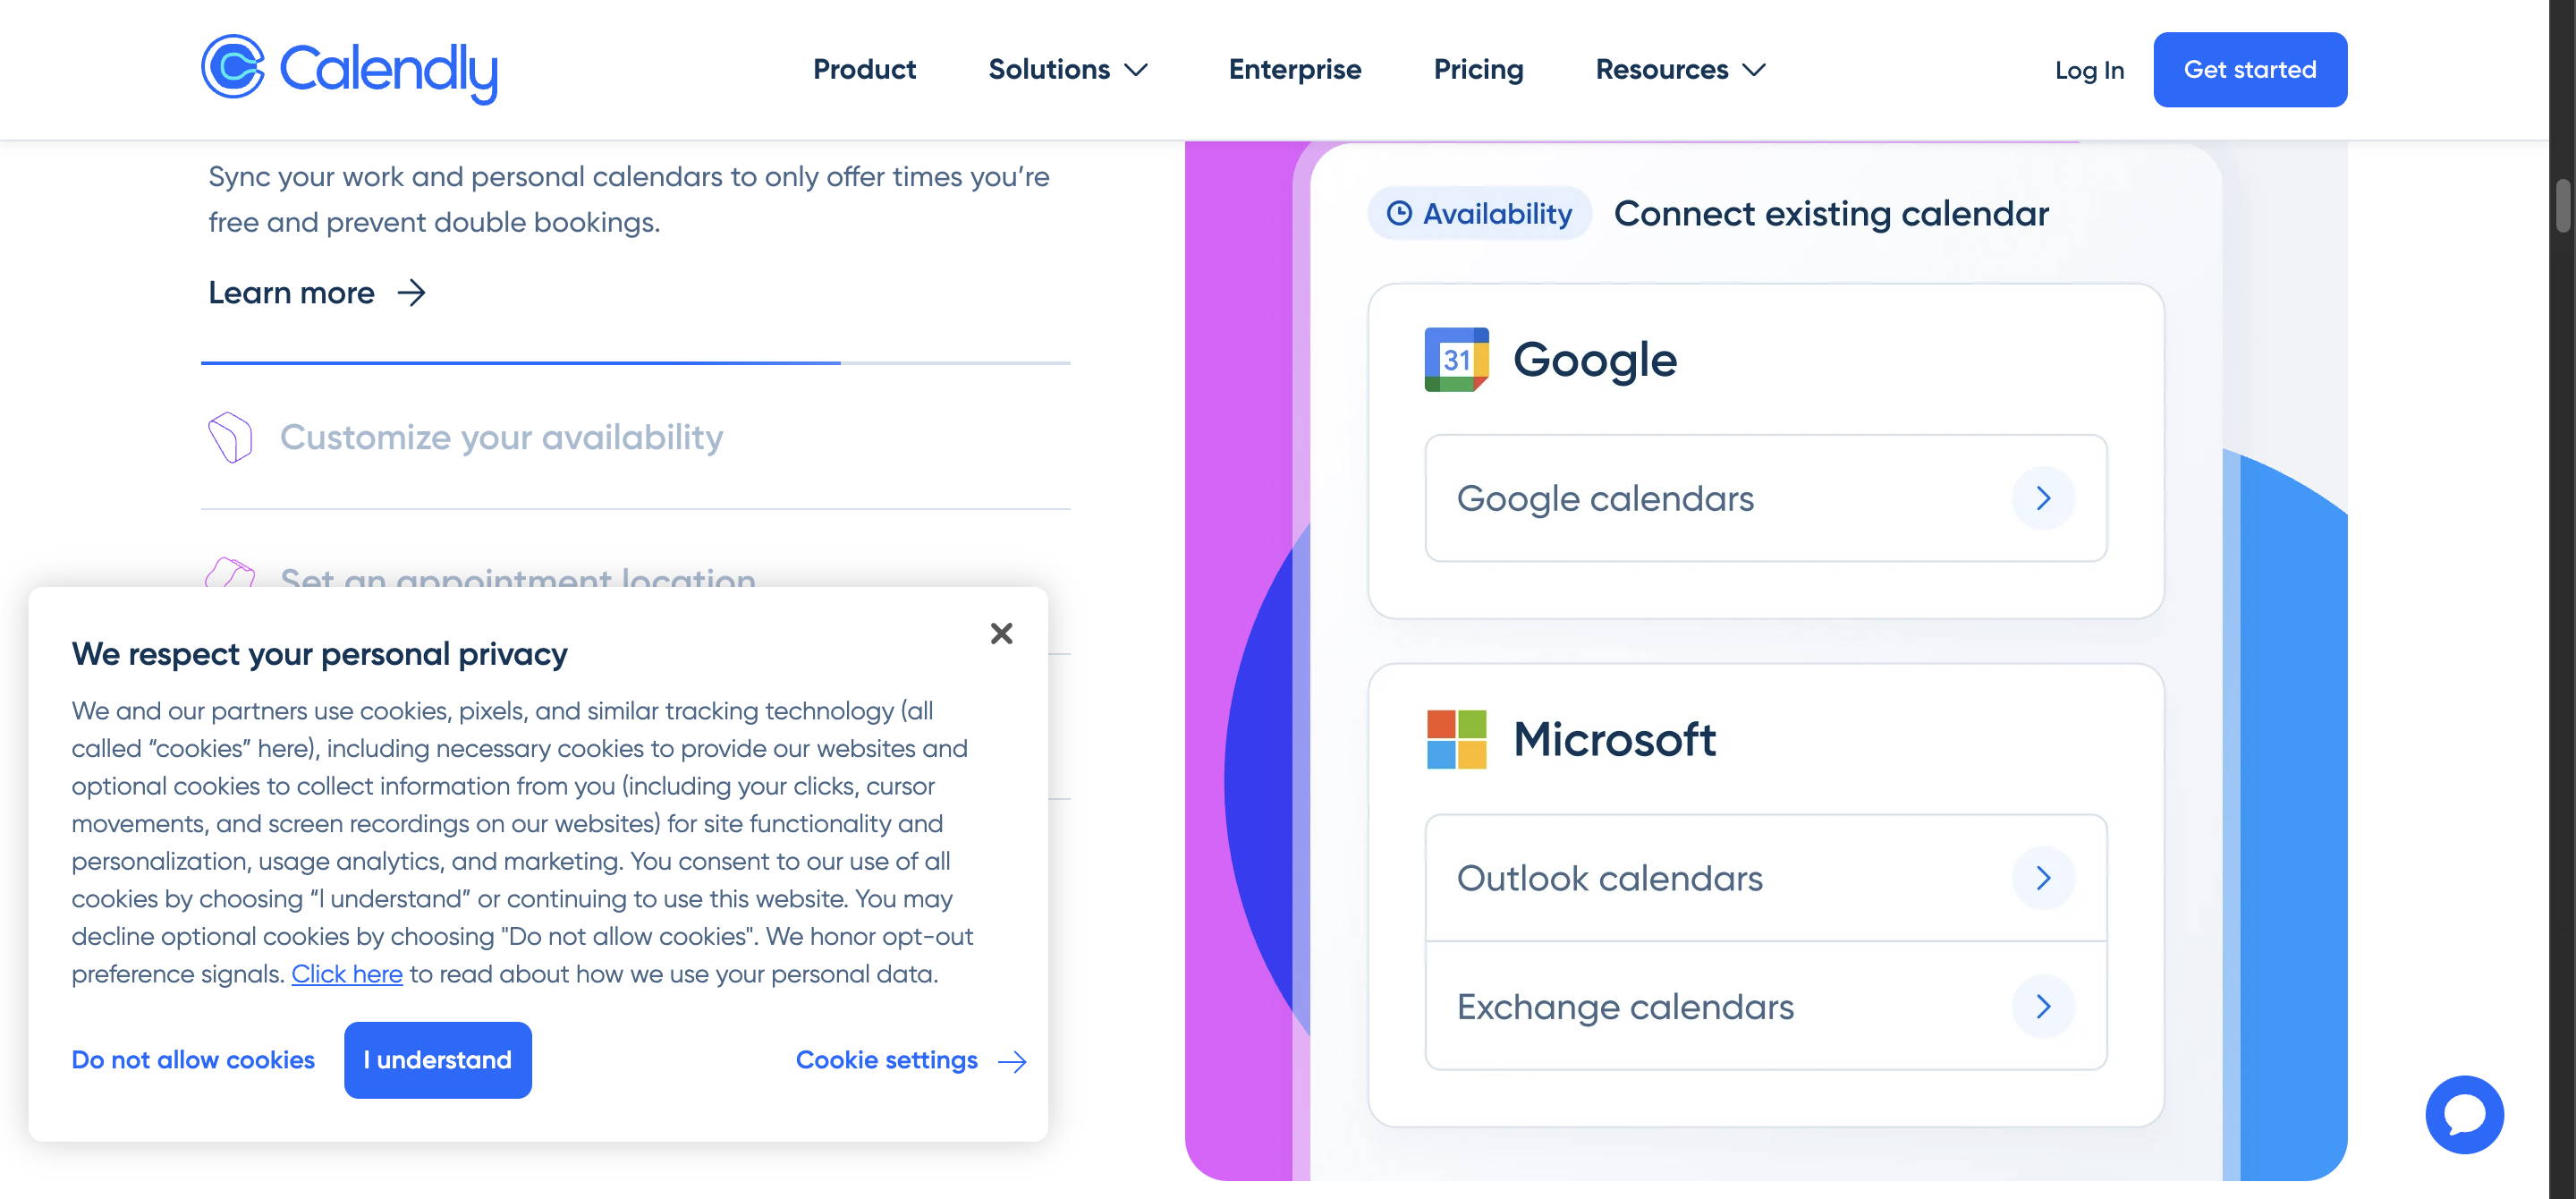 Calendly
Product
Solutions
Enterprise
Pricing
Resources
Log In
Get started
Sync your work and personal calendars to only offer times you’re
free and prevent double bookings.
Learn more
Customize your availability
Set an appointment location
We respect your personal privacy
We and our partners use cookies, pixels, and similar tracking technology (all
called “cookies” here), including necessary cookies to provide our websites and
optional cookies to collect information from you (including your clicks, cursor
movements, and screen recordings on our websites) for site functionality and
personalization, usage analytics, and marketing. You consent to our use of all
cookies by choosing “I understand” or continuing to use this website. You may
decline optional cookies by choosing "Do not allow cookies". We honor opt-out
preference signals. Click here to read about how we use your personal data.
Do not allow cookies
I understand
Cookie settings
Availability
Connect existing calendar
31
Google
Google calendars
Microsoft
Outlook calendars
Exchange calendars